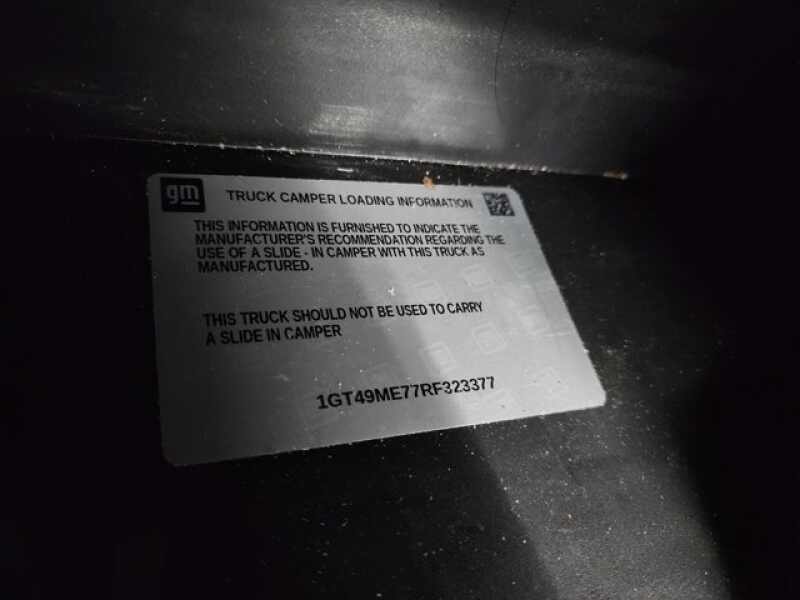 gm
TRUCK CAMPER LOADING INFORMATION
THIS INFORMATION IS FURNISHED TO INDICATE THE
MANUFACTURER'S RECOMMENDATION REGARDING THE
USE OF A SLIDE - IN CAMPER WITH THIS TRUCK AS
MANUFACTURED.
THIS TRUCK SHOULD NOT BE USED TO CARRY
A SLIDE IN CAMPER
1GT49ME77RF323377